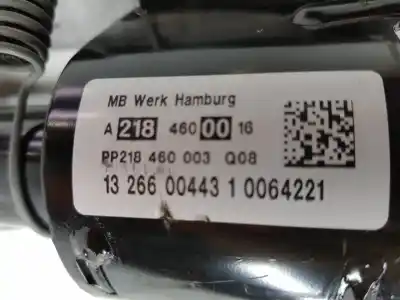 MB Werk Hamburg
A 218 460 00 16
PP218 460 003 Q08
13 266 00443 1 0064221